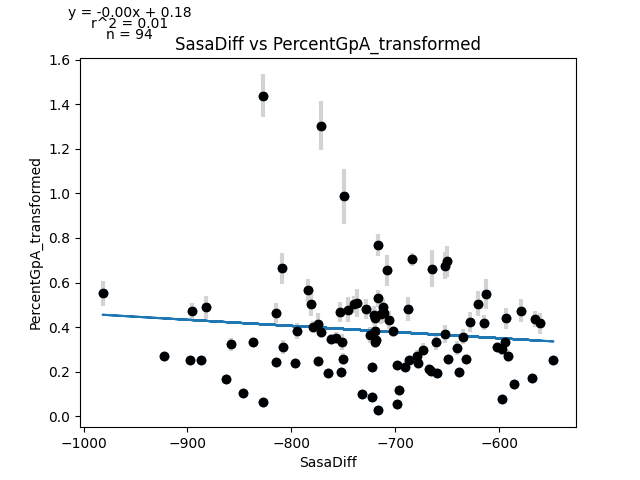 y = -0.00x + 0.18
r^2 = 0.01
n = 94
SasaDiff vs PercentGpA_transformed
1.6
1.4
1.2
1.0
0.8
0.6
0.4
0.2
0.0
PercentGpA_transformed
−1000 −900 −800 −700 −600
SasaDiff